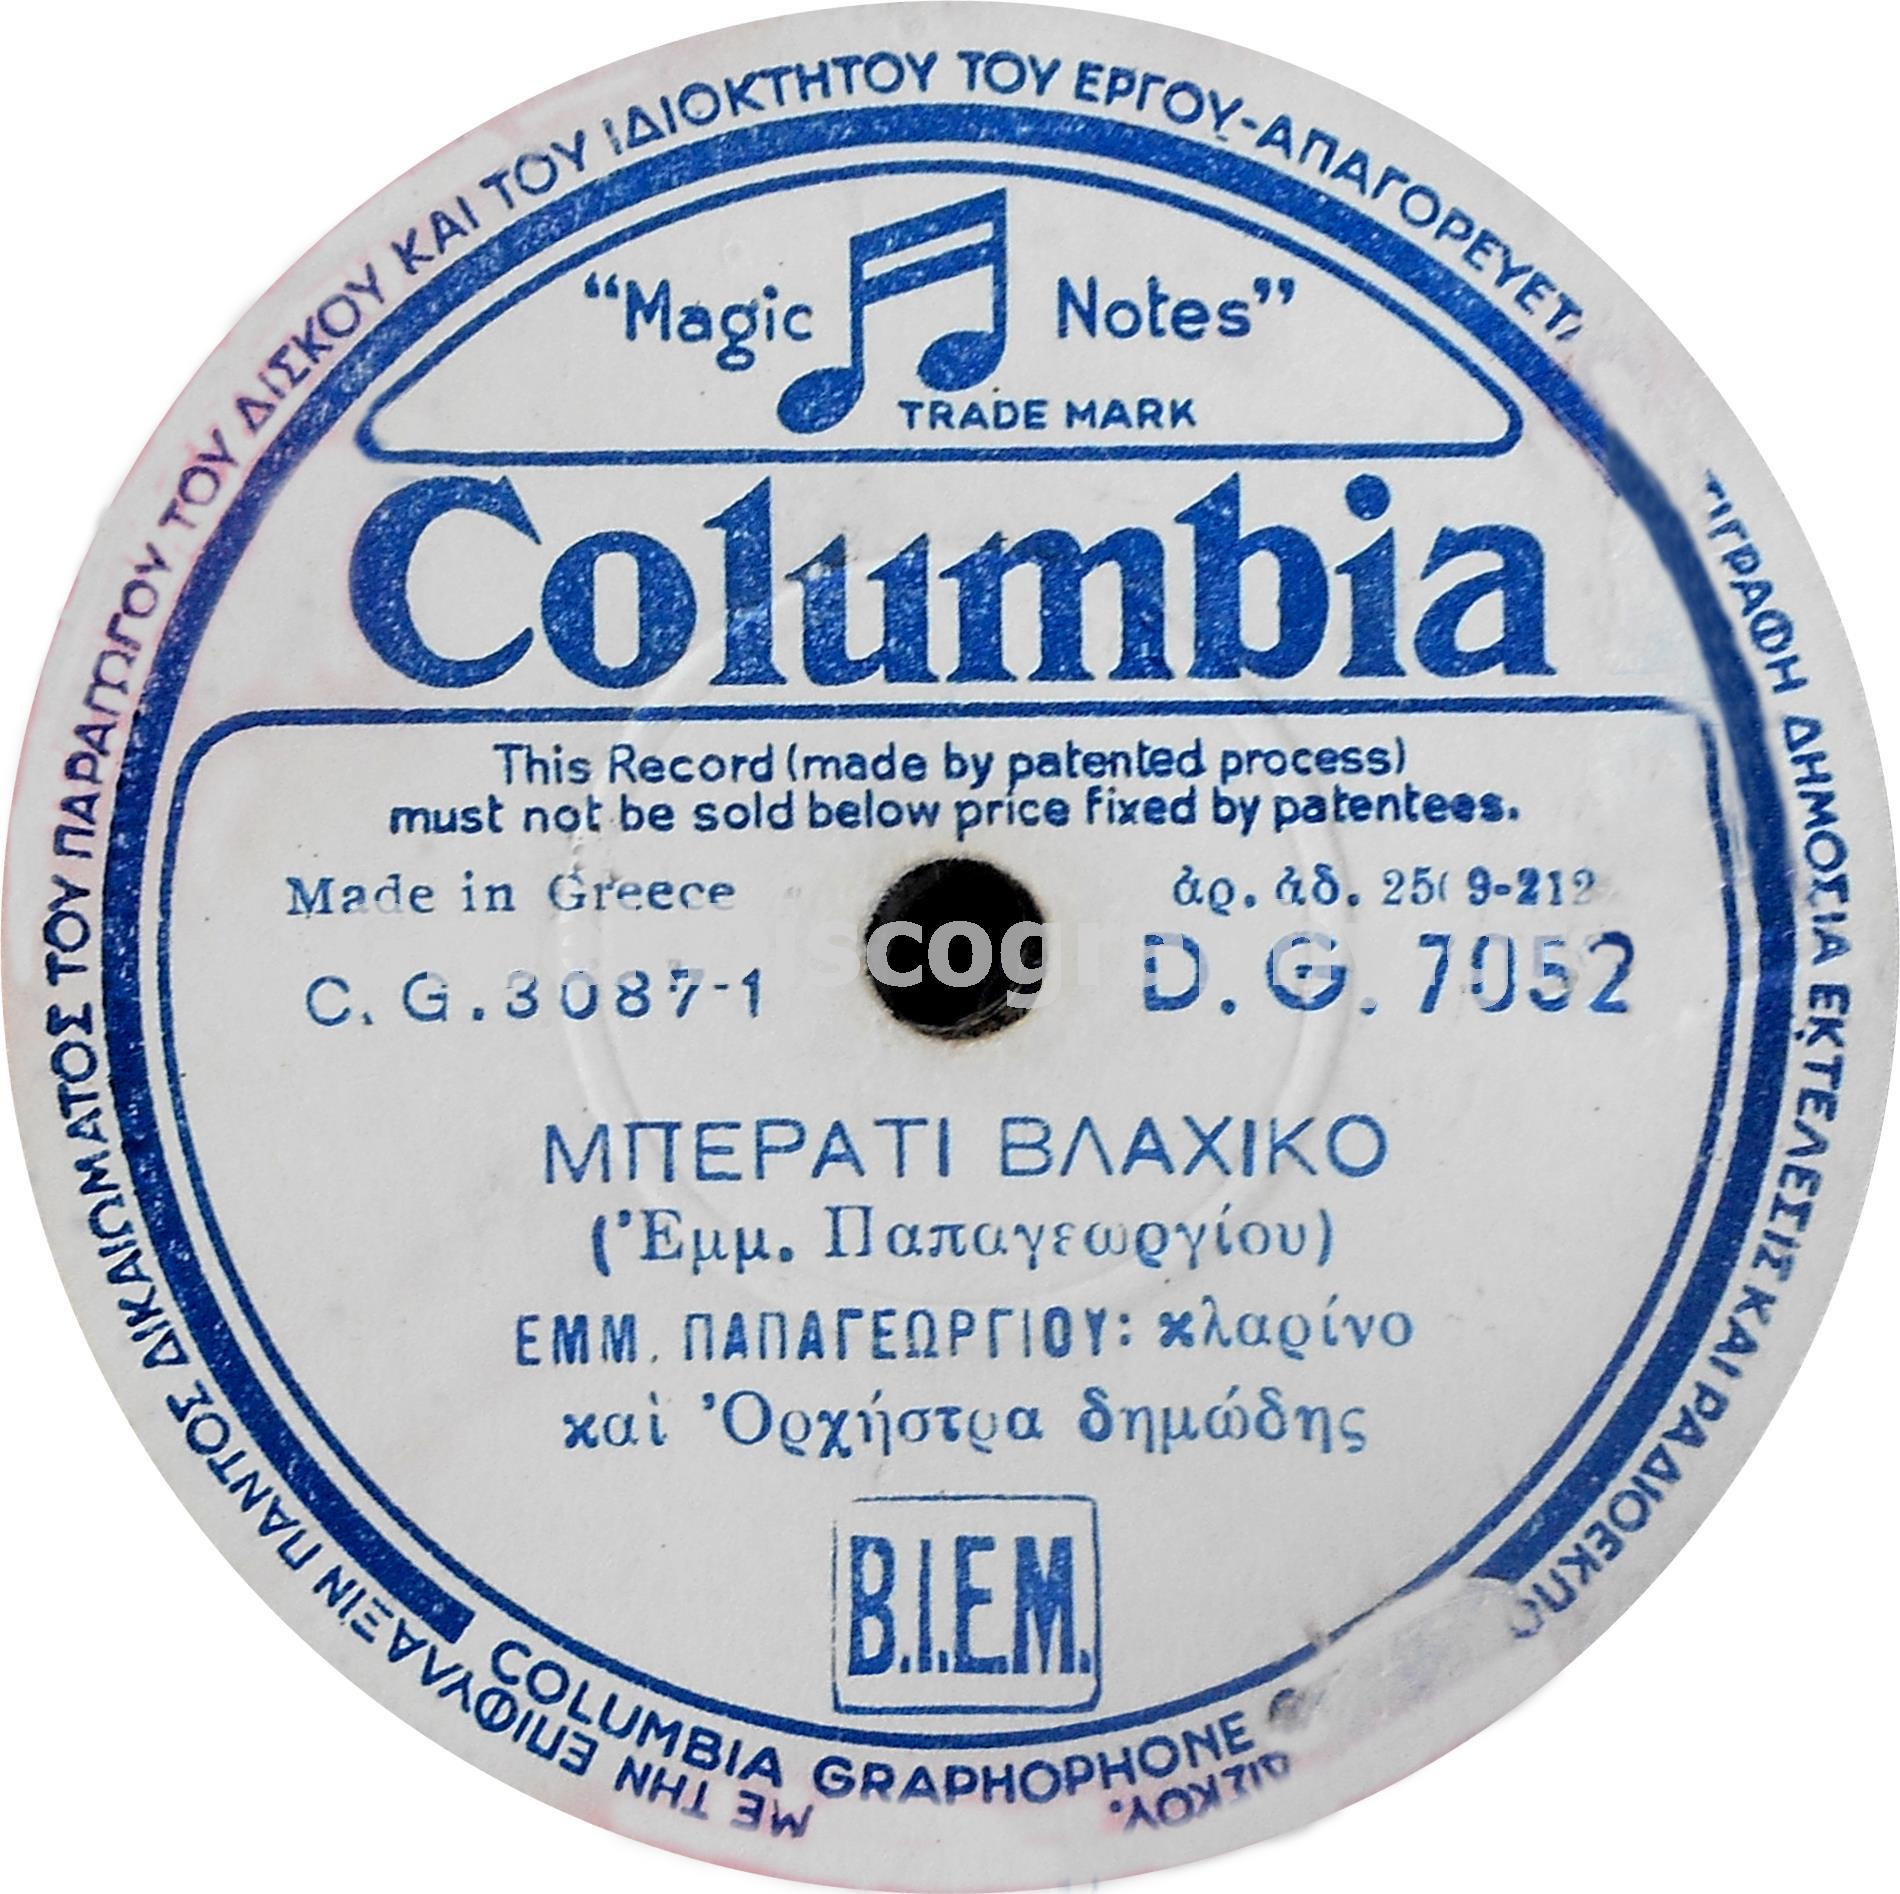 ΜΕ ΤΗΝ ΕΠΙΦΥΛΑΞΙΝ ΠΑΝΤΟΣ ΔΙΚΑΙΩΜΑΤΟΣ ΤΟΥ ΠΑΡΑΓΩΓΟΥ ΤΟΥ ΔΙΣΚΟΥ ΚΑΙ ΤΟΥ ΙΔΙΟΚΤΗΤΟΥ ΤΟΥ ΕΡΓΟΥ-ΑΠΑΓΟΡΕΥΕΤΑΙ ΔΗΜΟΣΙΑ ΕΚΤΕΛΕΣΙΣ ΚΑΙ ΔΙΣΚΟΥ.
“Magic Notes”
TRADE MARK
Columbia
This Record (made by patented process)
must not be sold below price fixed by patentees.
Made in Greece
ἀρ. ἀδ.
C. G. 3087-1
D. G. 7052
ΜΠΕΡΑΤΙ ΒΛΑΧΙΚΟ
(Ἐμμ. Παπαγεωργίου)
ΕΜΜ. ΠΑΠΑΓΕΩΡΓΙΟΥ: κλαρίνο
καὶ Ὀρχήστρα δημώδης
B.I.E.M.
COLUMBIA GRAPHOPHONE